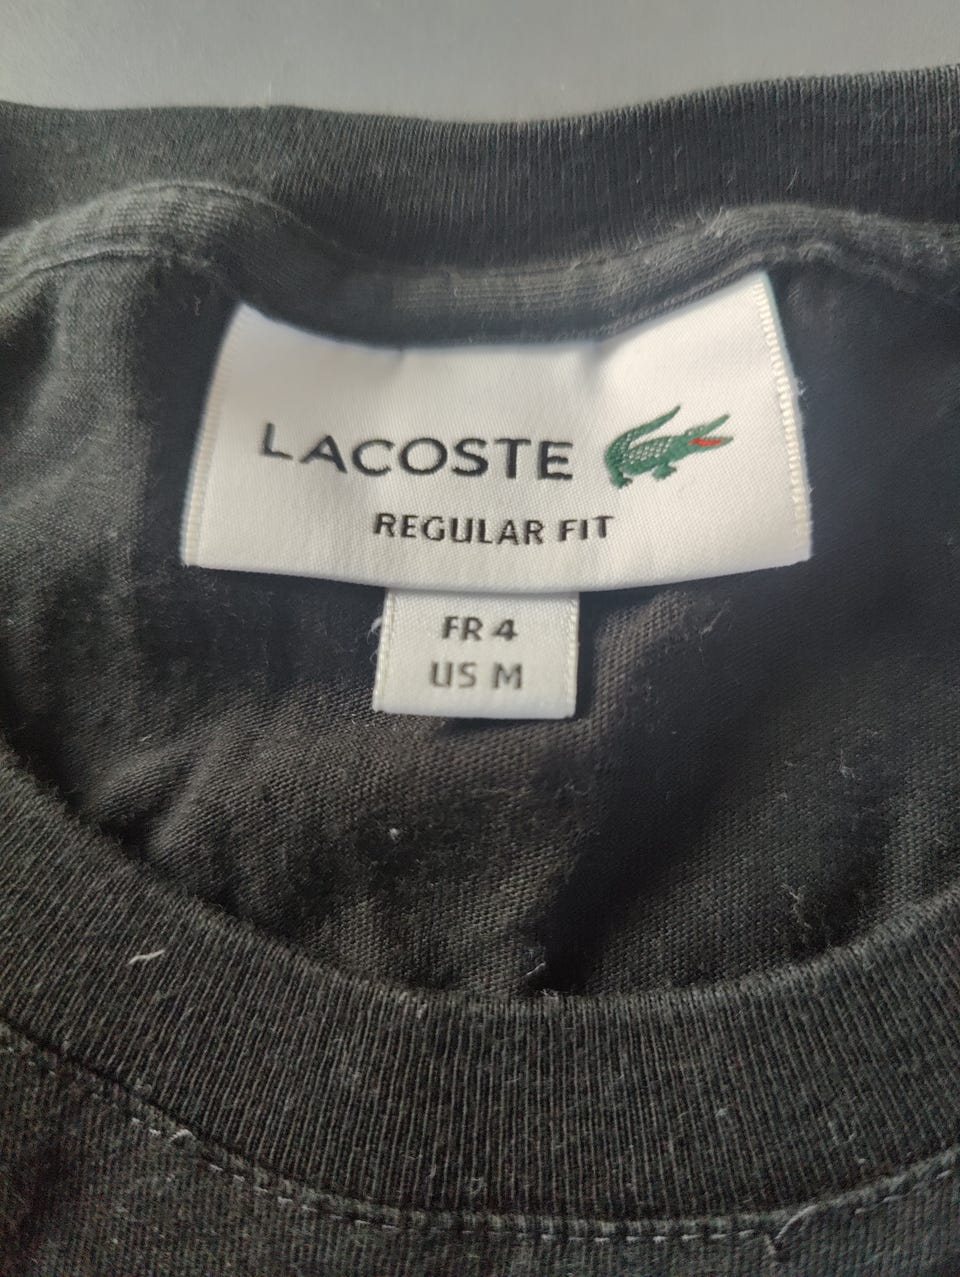 LACOSTE
REGULAR FIT
FR 4
US M